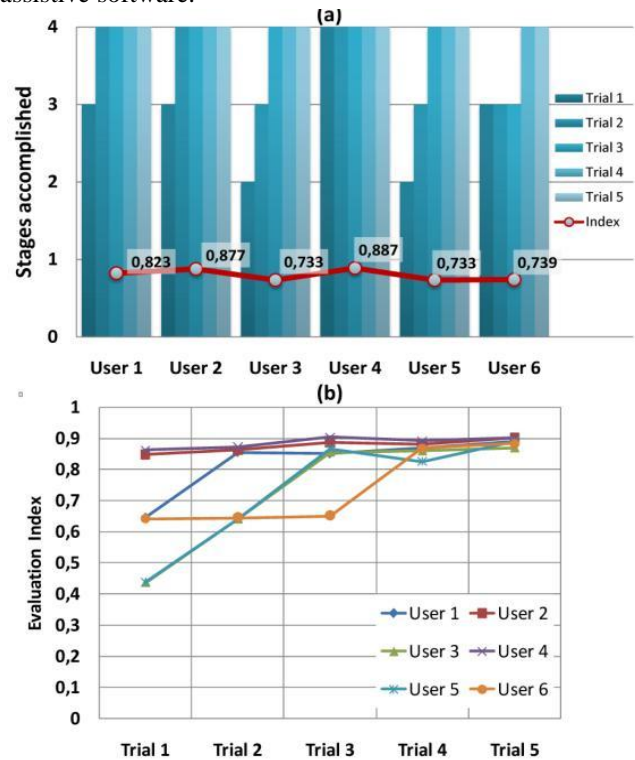 assistive software.
(a)
4
3
2
1
0
Stages accomplished
Trial 1
Trial 2
Trial 3
Trial 4
Trial 5
Index
0,823
0,877
0,733
0,887
0,733
0,739
User 1 User 2 User 3 User 4 User 5 User 6
(b)
1
0,9
0,8
0,7
0,6
0,5
0,4
0,3
0,2
0,1
0
Evaluation Index
User 1 User 2
User 3 User 4
User 5 User 6
Trial 1 Trial 2 Trial 3 Trial 4 Trial 5